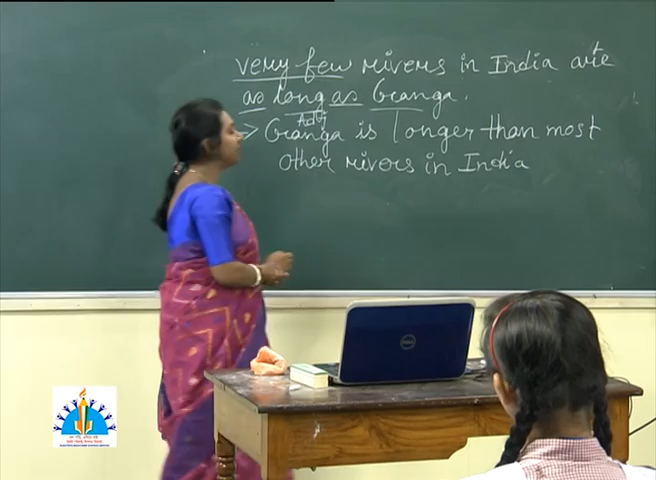 very few rivers in India are
as long as Ganga.
Adj
=> Ganga is longer than most
other rivers in India
DELL